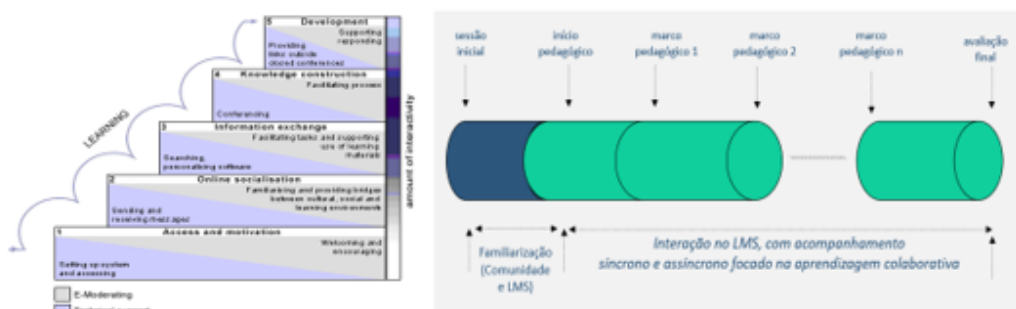 5 Development
Supporting
responding
Providing
links outside
closed conferences
4 Knowledge construction
Facilitating process
Conferencing
3 Information exchange
Facilitating tasks and supporting
use of learning
materials
Searching,
personalising software
2 Online socialisation
Familiarising and providing bridges
between cultural, social and
learning environments
Sending and
receiving messages
1 Access and motivation
Welcoming and
encouraging
Setting up system
and accessing
LEARNING
amount of interactivity
E-Moderating
sessão
inicial
início
pedagógico
marco
pedagógico 1
marco
pedagógico 2
marco
pedagógico n
avaliação
final
Familiarização
(Comunidade
e LMS)
Interação no LMS, com acompanhamento
síncrono e assíncrono focado na aprendizagem colaborativa